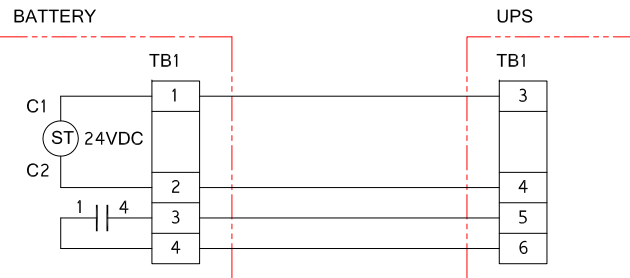 BATTERY UPS
TB1 TB1
1 3
C1
ST 24VDC
C2
2 4
1 4 3 5
4 6